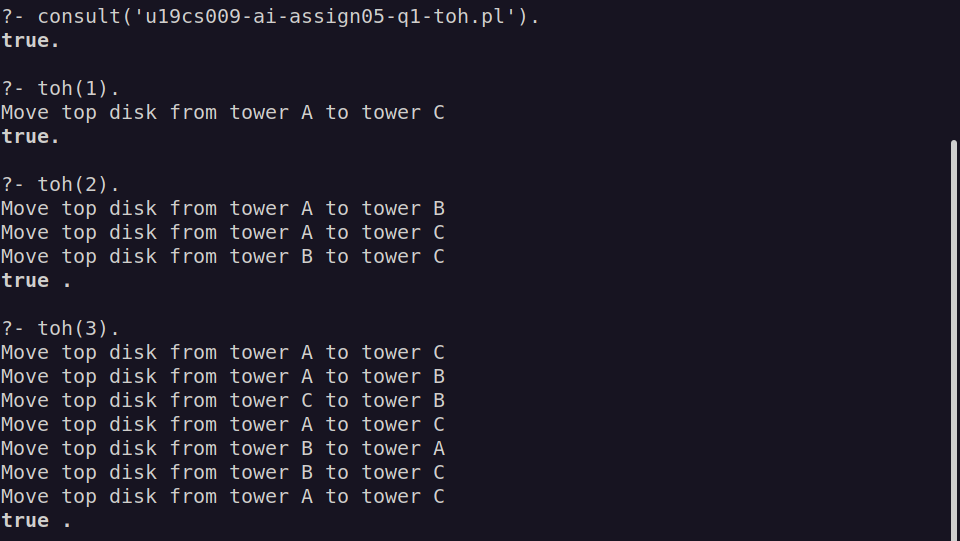 ?- consult('u19cs009-ai-assign05-q1-toh.pl').
true.
?- toh(1).
Move top disk from tower A to tower C
true.
?- toh(2).
Move top disk from tower A to tower B
Move top disk from tower A to tower C
Move top disk from tower B to tower C
true .
?- toh(3).
Move top disk from tower A to tower C
Move top disk from tower A to tower B
Move top disk from tower C to tower B
Move top disk from tower A to tower C
Move top disk from tower B to tower A
Move top disk from tower B to tower C
Move top disk from tower A to tower C
true .